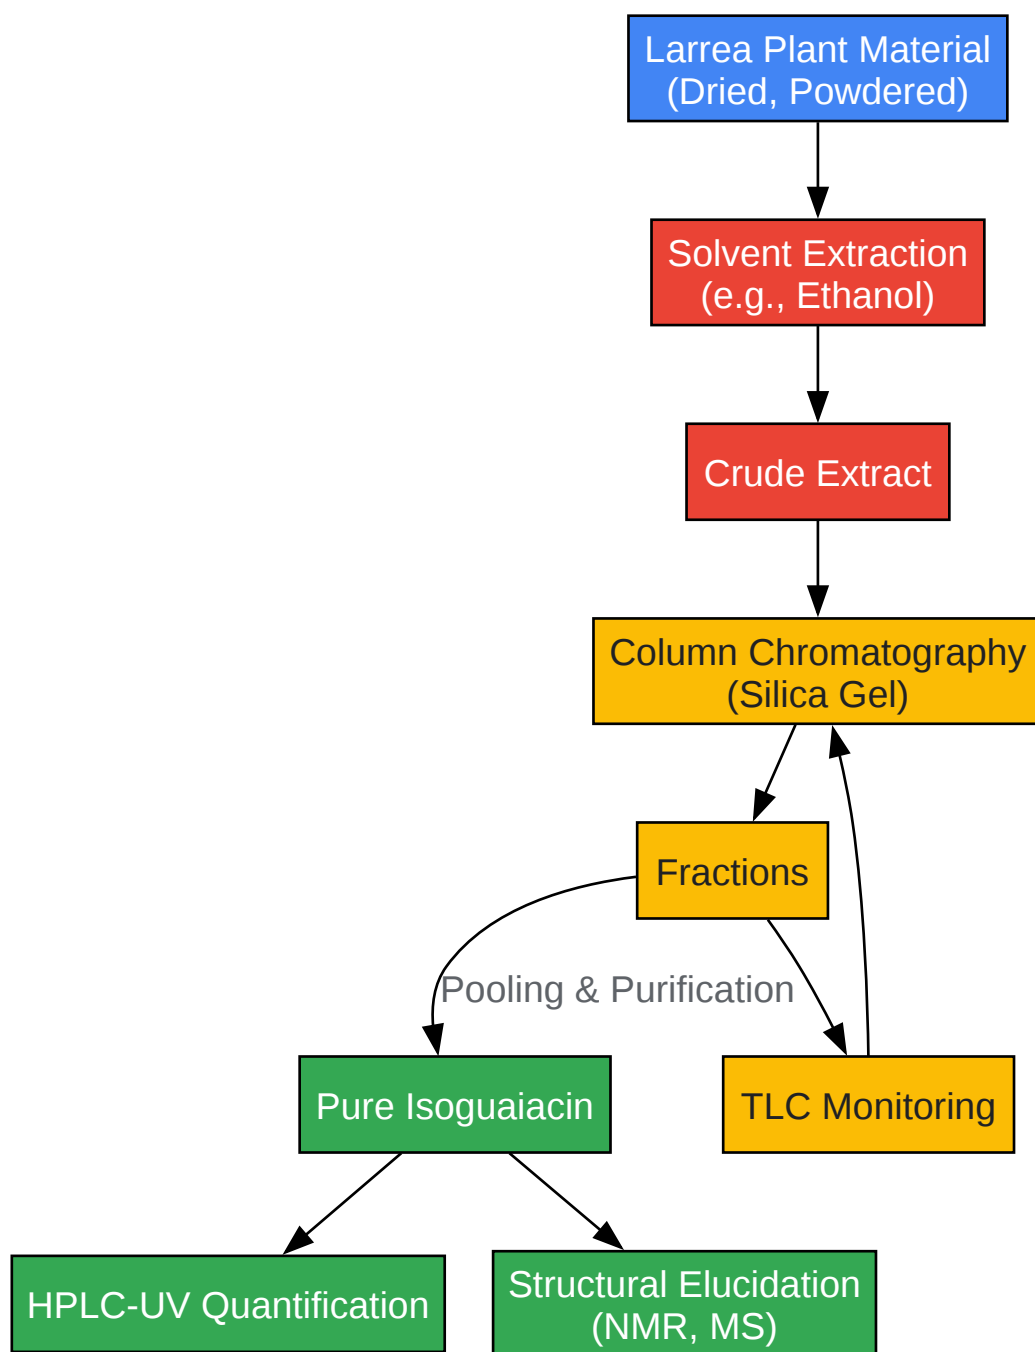 Larrea Plant Material
(Dried, Powdered)
Solvent Extraction
(e.g., Ethanol)
Crude Extract
Column Chromatography
(Silica Gel)
Fractions
Pooling & Purification
Pure Isoguaiacin
TLC Monitoring
HPLC-UV Quantification
Structural Elucidation
(NMR, MS)